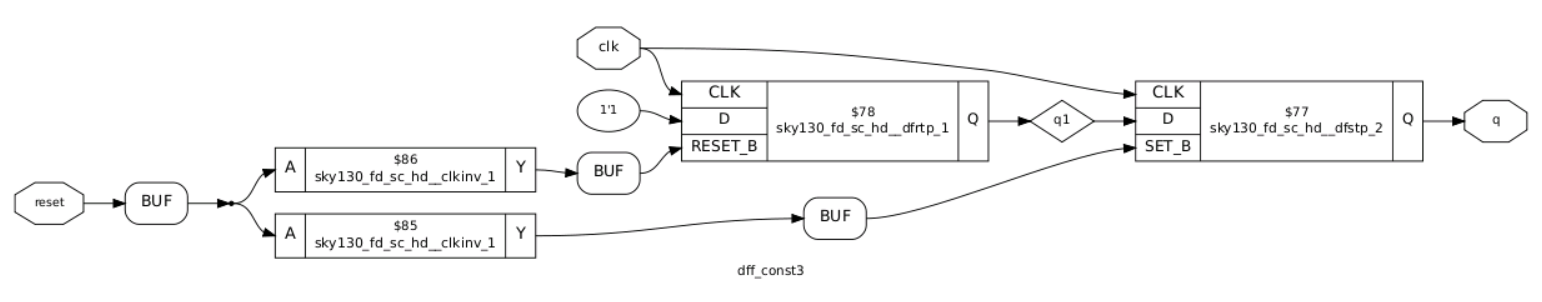 clk
CLK
1'1
D
RESET_B
$78
sky130_fd_sc_hd__dfrtp_1
Q
q1
CLK
D
SET_B
$77
sky130_fd_sc_hd__dfstp_2
Q
q
reset
BUF
A
$86
sky130_fd_sc_hd__clkinv_1
Y
BUF
A
$85
sky130_fd_sc_hd__clkinv_1
Y
BUF
dff_const3